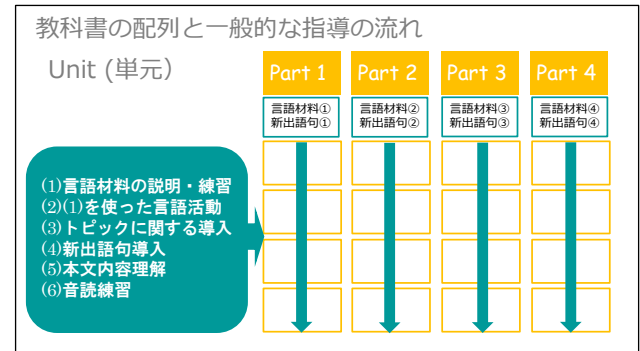 教科書の配列と一般的な指導の流れ
Unit (単元）
Part 1
Part 2
Part 3
Part 4
言語材料①
新出語句①
言語材料②
新出語句②
言語材料③
新出語句③
言語材料④
新出語句④
(1)言語材料の説明・練習
(2)(1)を使った言語活動
(3)トピックに関する導入
(4)新出語句導入
(5)本文内容理解
(6)音読練習